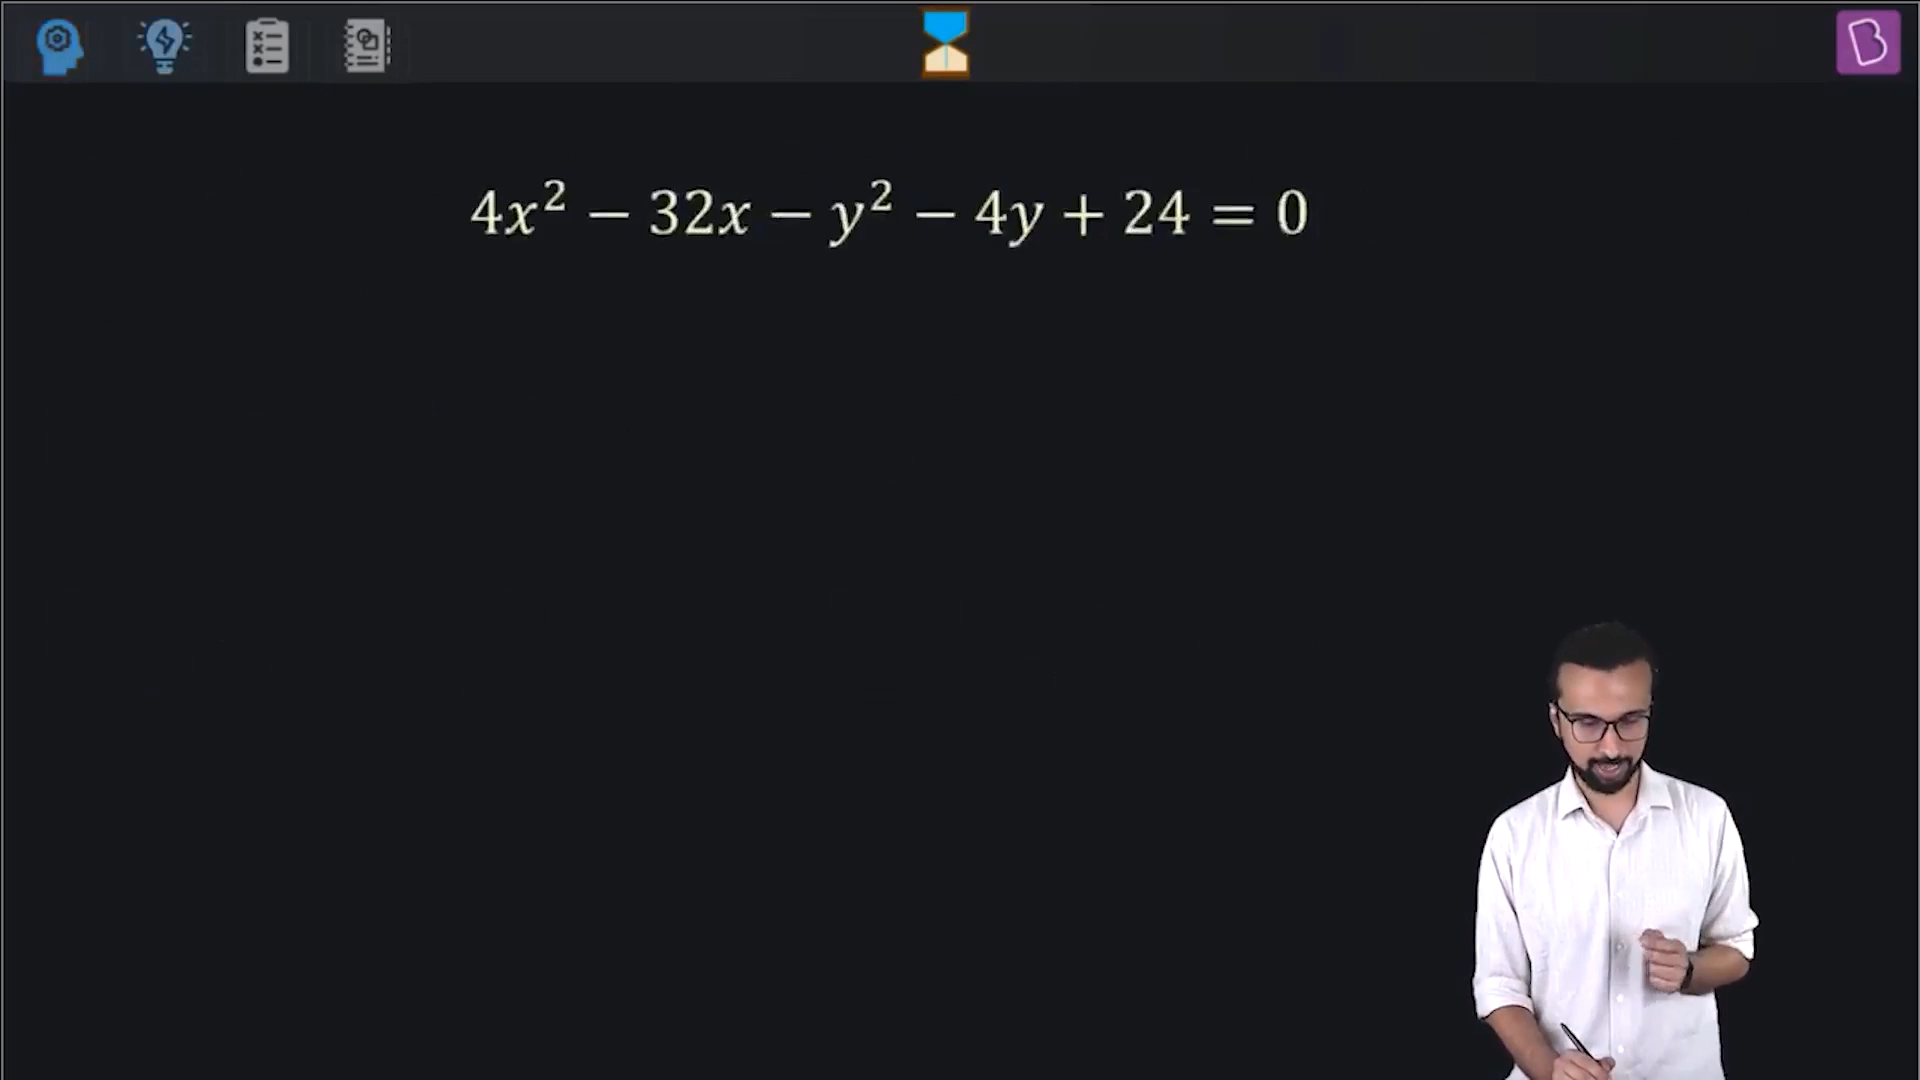 4x² − 32x − y² − 4y + 24 = 0